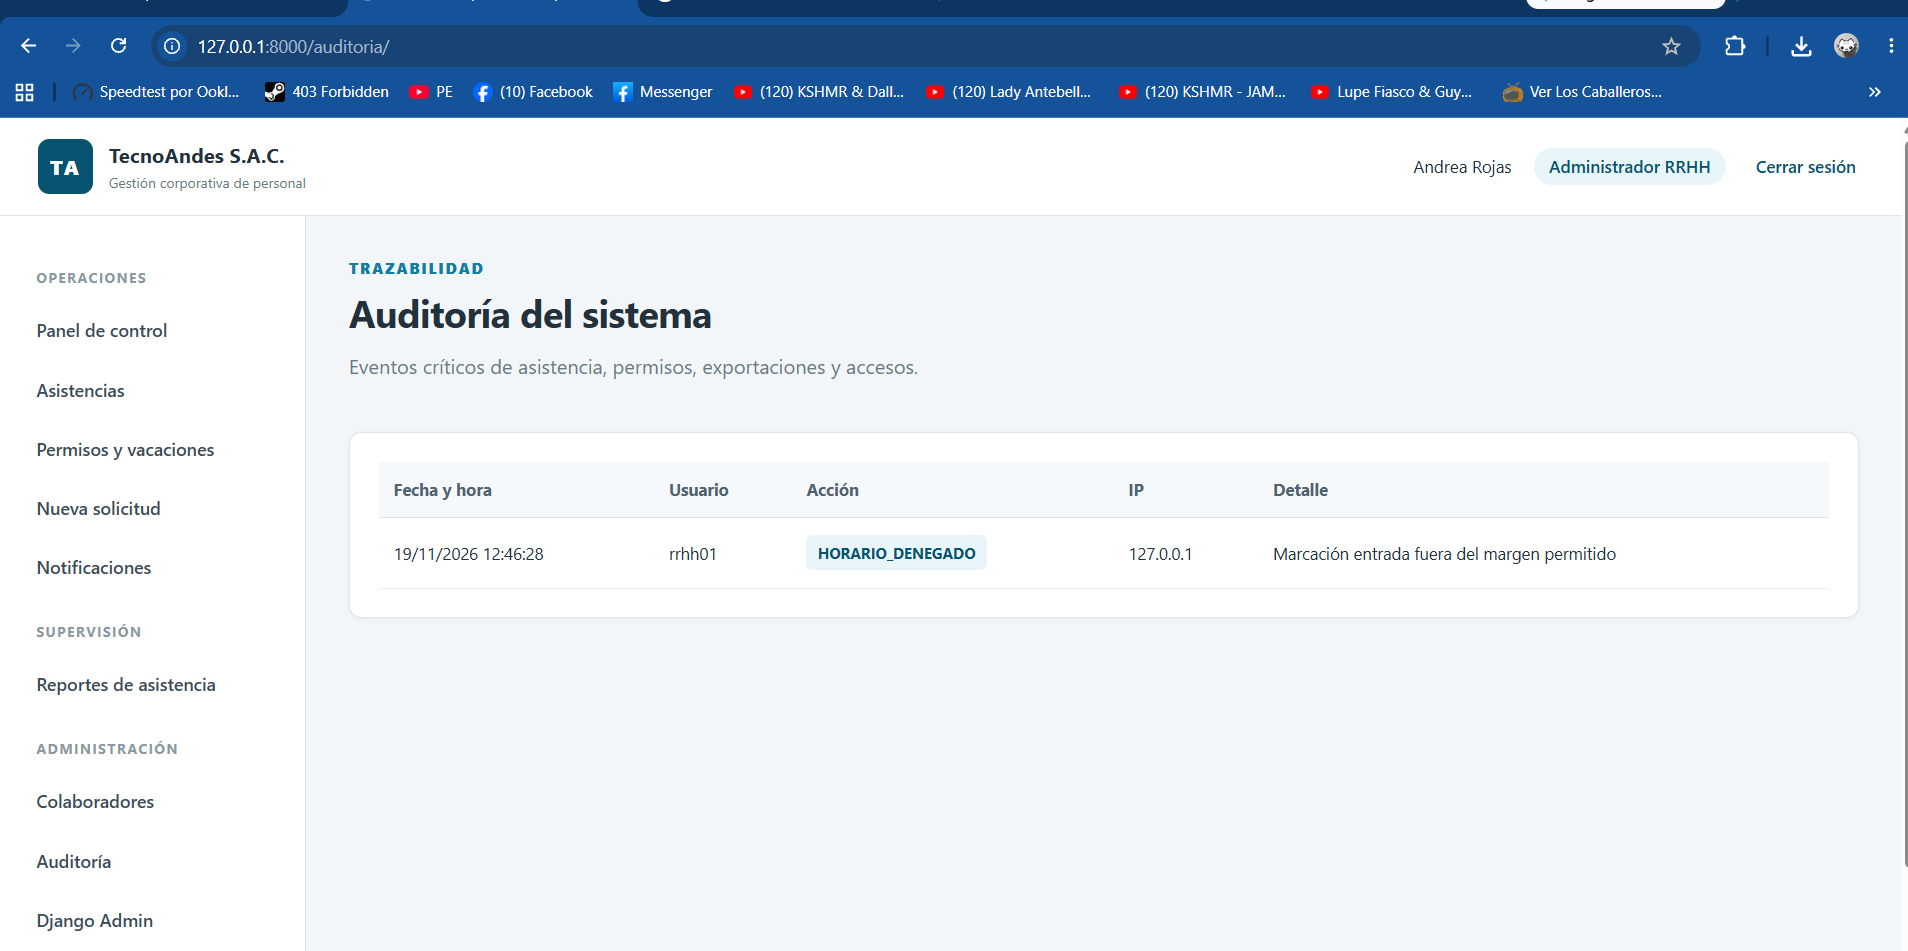 127.0.0.1:8000/auditoria/
Speedtest por Ookl... 403 Forbidden PE (10) Facebook Messenger (120) KSHMR & Dall... (120) Lady Antebell... (120) KSHMR - JAM... Lupe Fiasco & Guy... Ver Los Caballeros...
TA
TecnoAndes S.A.C.
Gestión corporativa de personal
Andrea Rojas Administrador RRHH Cerrar sesión
OPERACIONES
Panel de control
Asistencias
Permisos y vacaciones
Nueva solicitud
Notificaciones
SUPERVISIÓN
Reportes de asistencia
ADMINISTRACIÓN
Colaboradores
Auditoría
Django Admin
TRAZABILIDAD
Auditoría del sistema
Eventos críticos de asistencia, permisos, exportaciones y accesos.
Fecha y hora Usuario Acción IP Detalle
19/11/2026 12:46:28 rrhh01 HORARIO_DENEGADO 127.0.0.1 Marcación entrada fuera del margen permitido